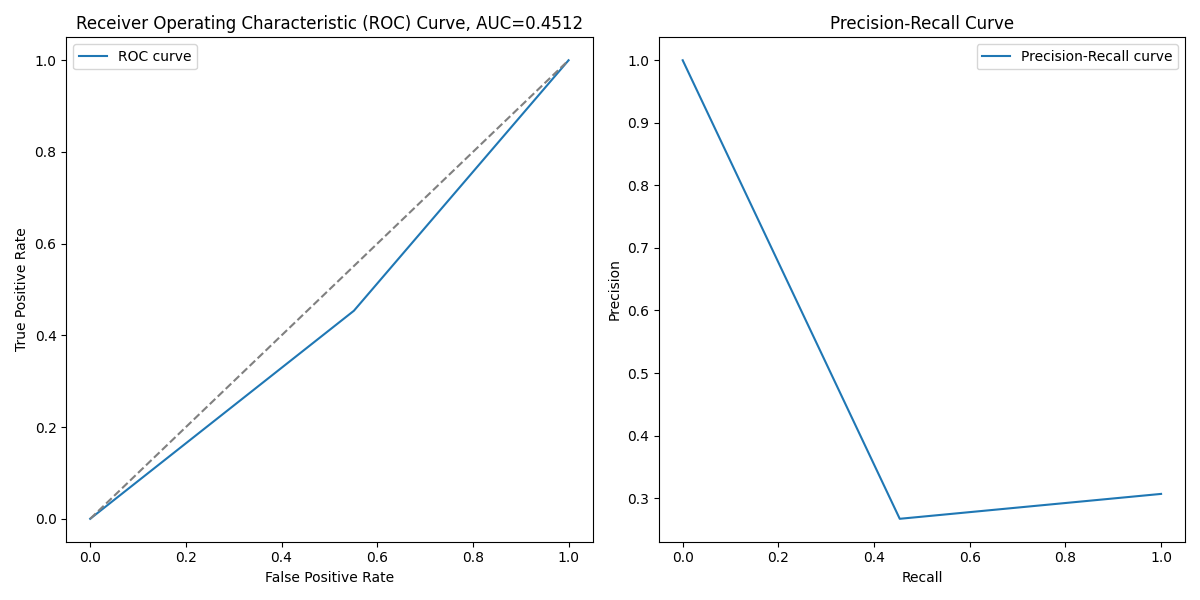 Receiver Operating Characteristic (ROC) Curve, AUC=0.4512
ROC curve
1.0
0.8
0.6
0.4
0.2
0.0
True Positive Rate
0.0 0.2 0.4 0.6 0.8 1.0
False Positive Rate
Precision-Recall Curve
Precision-Recall curve
1.0
0.9
0.8
0.7
0.6
0.5
0.4
0.3
Precision
0.0 0.2 0.4 0.6 0.8 1.0
Recall